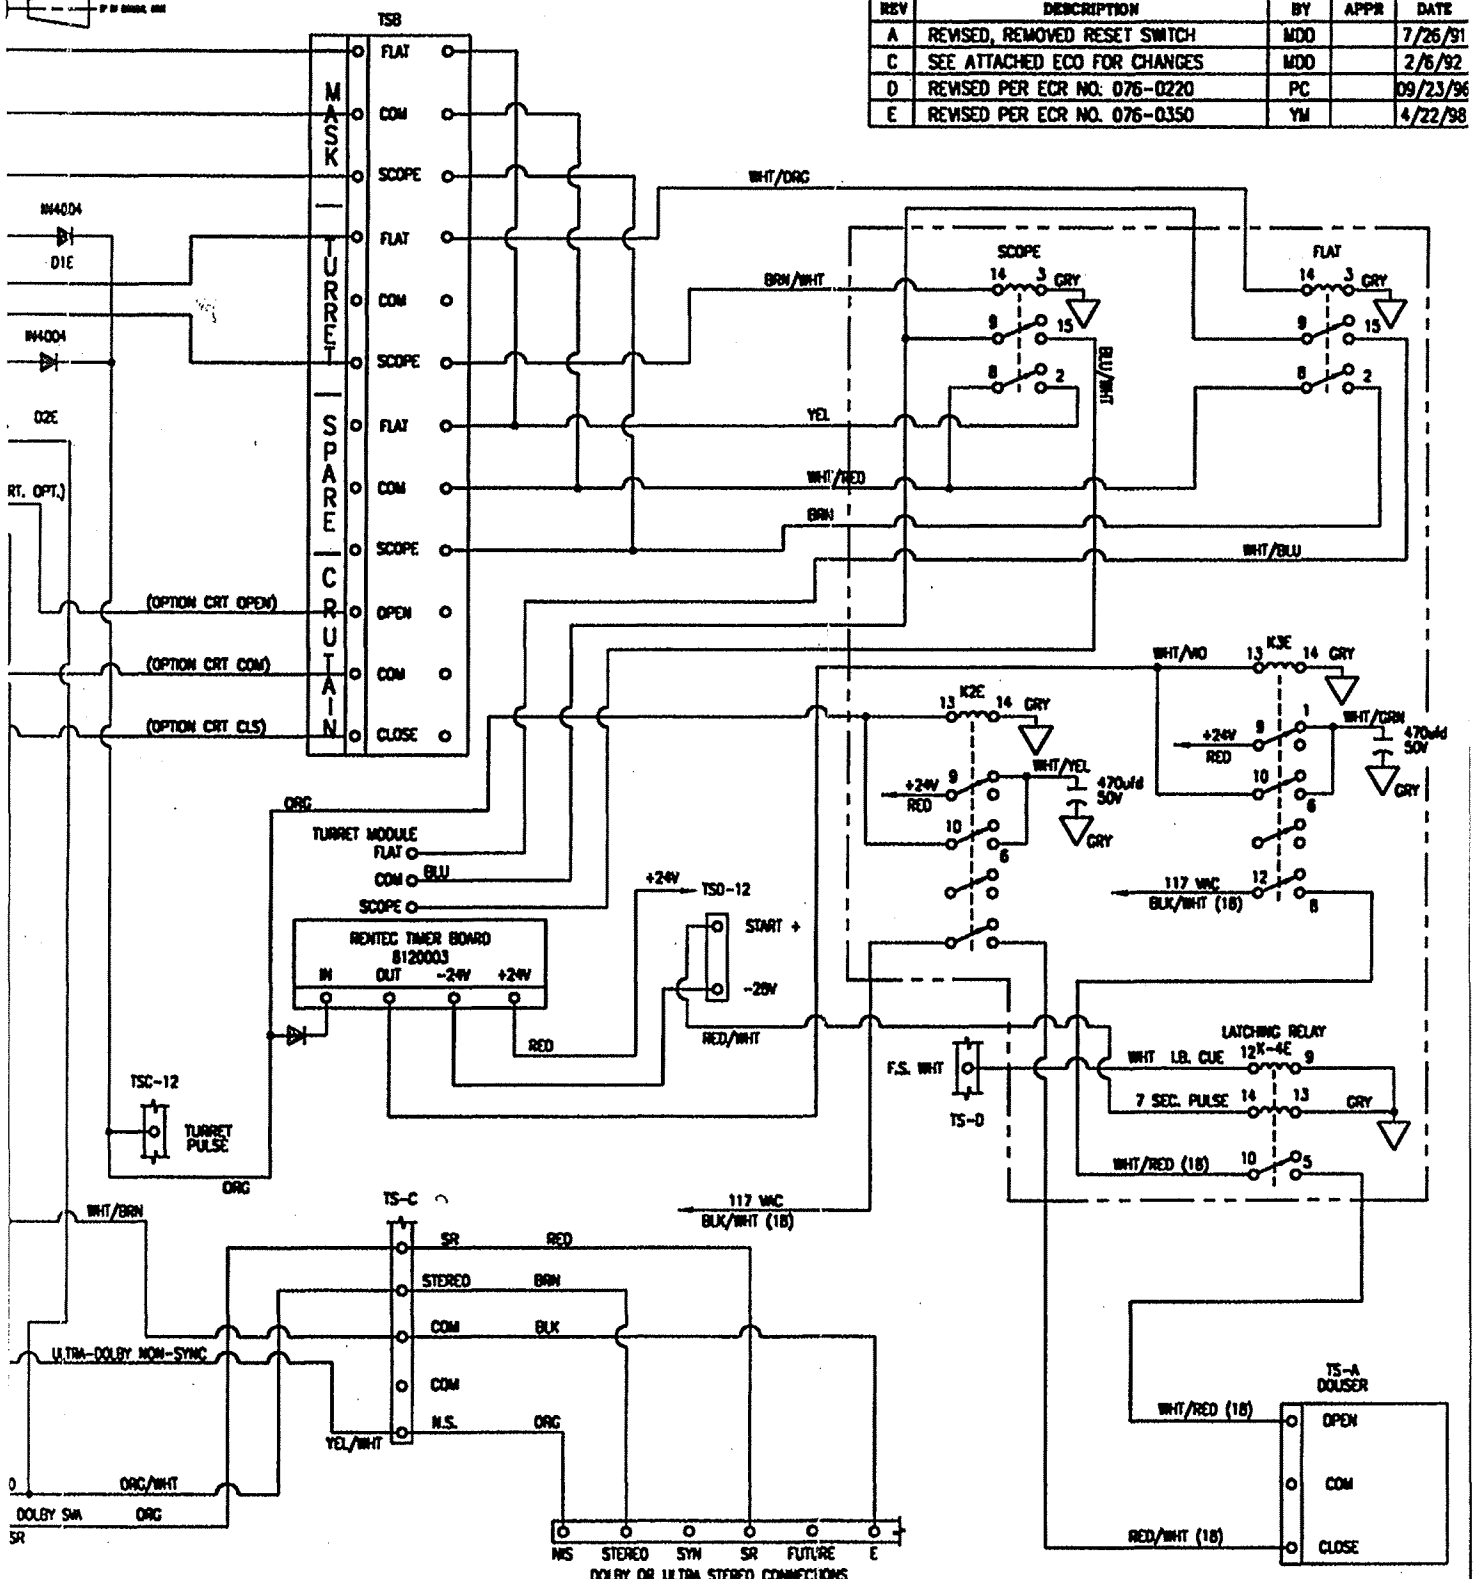 REV DESCRIPTION BY APPR DATE
A REVISED, REMOVED RESET SWITCH MDO 7/26/91
C SEE ATTACHED ECO FOR CHANGES MDO 2/6/92
D REVISED PER ECR NO: 076-0220 PC 09/23/96
E REVISED PER ECR NO. 076-0350 YM 4/22/98
TSB
MASK
FLAT
COM
SCOPE
TURRET
FLAT
COM
SCOPE
SPARE
FLAT
COM
SCOPE
CRUTAIN
OPEN
COM
CLOSE
IN4004
D1E
IN4004
D2E
RT. OPT.)
(OPTION CRT OPEN)
(OPTION CRT COM)
(OPTION CRT CLS)
WHT/ORG
BRN/WHT
YEL
WHT/RED
BRN
WHT/BLU
BLU/WHT
SCOPE
14 3 GRY
9 15
8 2
FLAT
14 3 GRY
9 15
8 2
WHT/VIO
K3E
13 14 GRY
9 1 WHT/GRN
+24V
RED
470ufd
50V
10 6
GRY
12 8
117 VAC
BLK/WHT (18)
K2E
13 14 GRY
9 WHT/YEL
+24V
RED
470ufd
50V
10 6
GRY
ORG
TURRET MODULE
FLAT
COM BLU
SCOPE
RENTEC TIMER BOARD
8120003
IN OUT -24V +24V
RED
+24V
TSD-12
START +
-28V
RED/WHT
F.S. WHT
TS-D
LATCHING RELAY
K-4E
WHT I.B. CUE 12 9
7 SEC. PULSE 14 13 GRY
WHT/RED (18) 10 5
TSC-12
TURRET
PULSE
ORG
WHT/BRN
117 VAC
BLK/WHT (18)
TS-C
SR RED
STEREO BRN
COM BLK
COM
N.S. ORG
ULTRA-DOLBY NON-SYNC
YEL/WHT
ORG/WHT
DOLBY SVA ORG
SR
N/S STEREO SYN SR FUTURE E
DOLBY OR ULTRA STEREO CONNECTIONS
TS-A
DOUSER
WHT/RED (18) OPEN
COM
RED/WHT (18) CLOSE